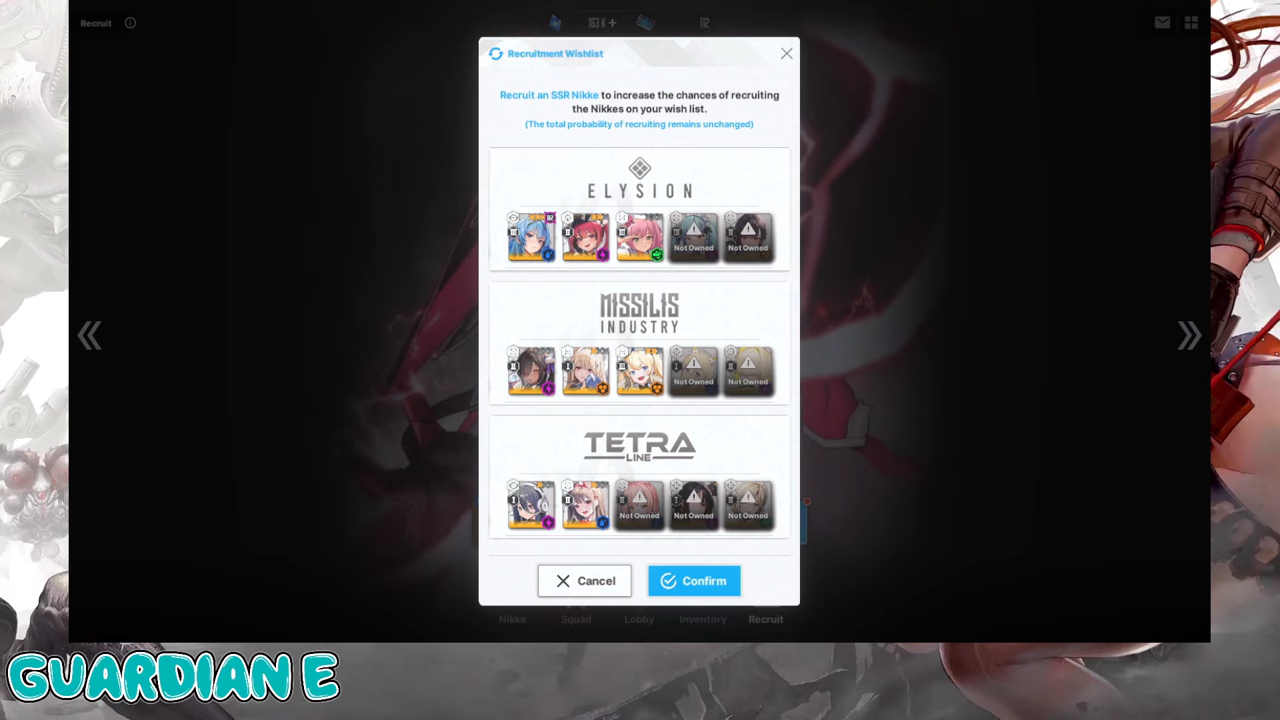 Recruit
163 K +
112
Recruitment Wishlist
Recruit an SSR Nikke to increase the chances of recruiting
the Nikkes on your wish list.
(The total probability of recruiting remains unchanged)
ELYSION
Not Owned
Not Owned
MISSILIS
INDUSTRY
Not Owned
Not Owned
TETRA
LINE
Not Owned
Not Owned
Not Owned
Cancel
Confirm
Nikke
Squad
Lobby
Inventory
Recruit
GUARDIAN E